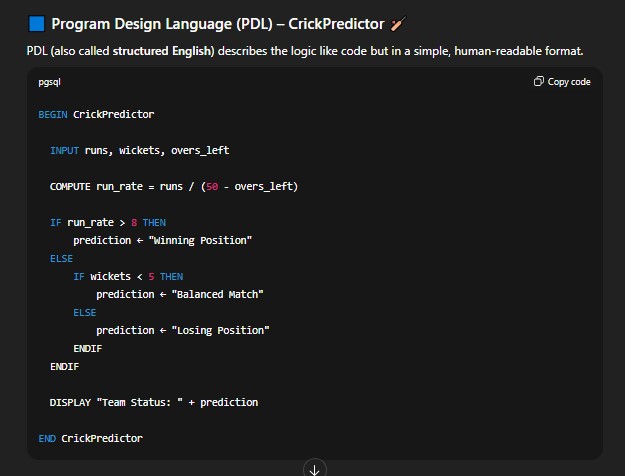 Program Design Language (PDL) – CrickPredictor 🏏
PDL (also called structured English) describes the logic like code but in a simple, human-readable format.
pgsql
Copy code
BEGIN CrickPredictor
INPUT runs, wickets, overs_left
COMPUTE run_rate = runs / (50 - overs_left)
IF run_rate > 8 THEN
prediction ← "Winning Position"
ELSE
IF wickets < 5 THEN
prediction ← "Balanced Match"
ELSE
prediction ← "Losing Position"
ENDIF
ENDIF
DISPLAY "Team Status: " + prediction
END CrickPredictor